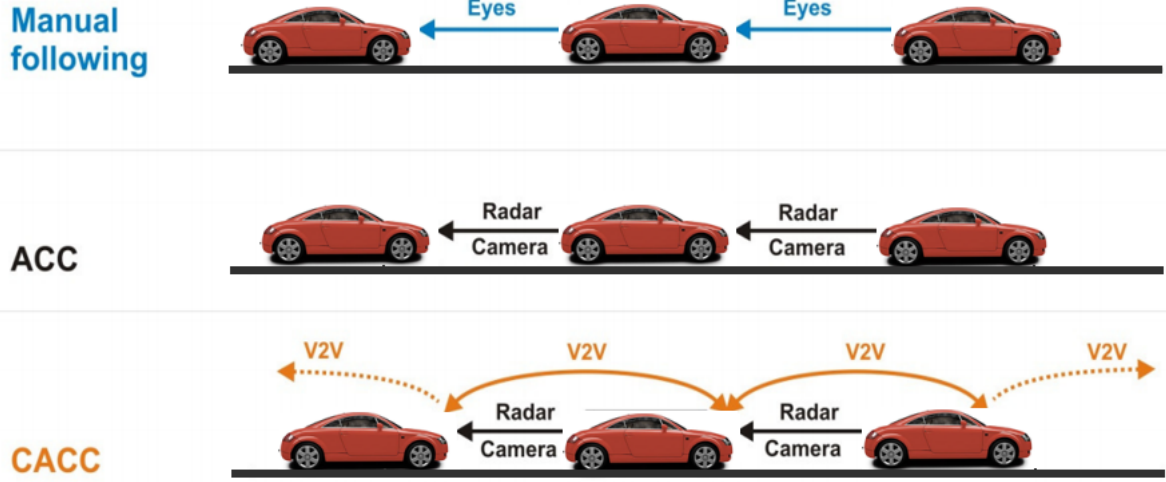 Manual
following
Eyes
Eyes
ACC
Radar
Camera
Radar
Camera
CACC
V2V
V2V
V2V
V2V
Radar
Camera
Radar
Camera